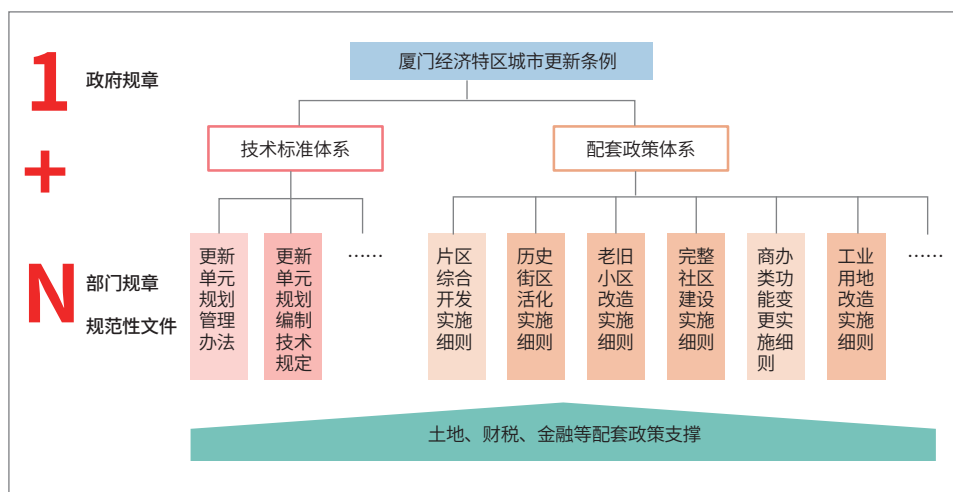 厦门经济特区城市更新条例
1
政府规章
+
技术标准体系
配套政策体系
N
部门规章
规范性文件
更新
单元
规划
管理
办法
更新
单元
规划
编制
技术
规定
……
片区
综合
开发
实施
细则
历史
街区
活化
实施
细则
老旧
小区
改造
实施
细则
完整
社区
建设
实施
细则
商办
类功
能变
更实
施细
则
工业
用地
改造
实施
细则
……
土地、财税、金融等配套政策支撑